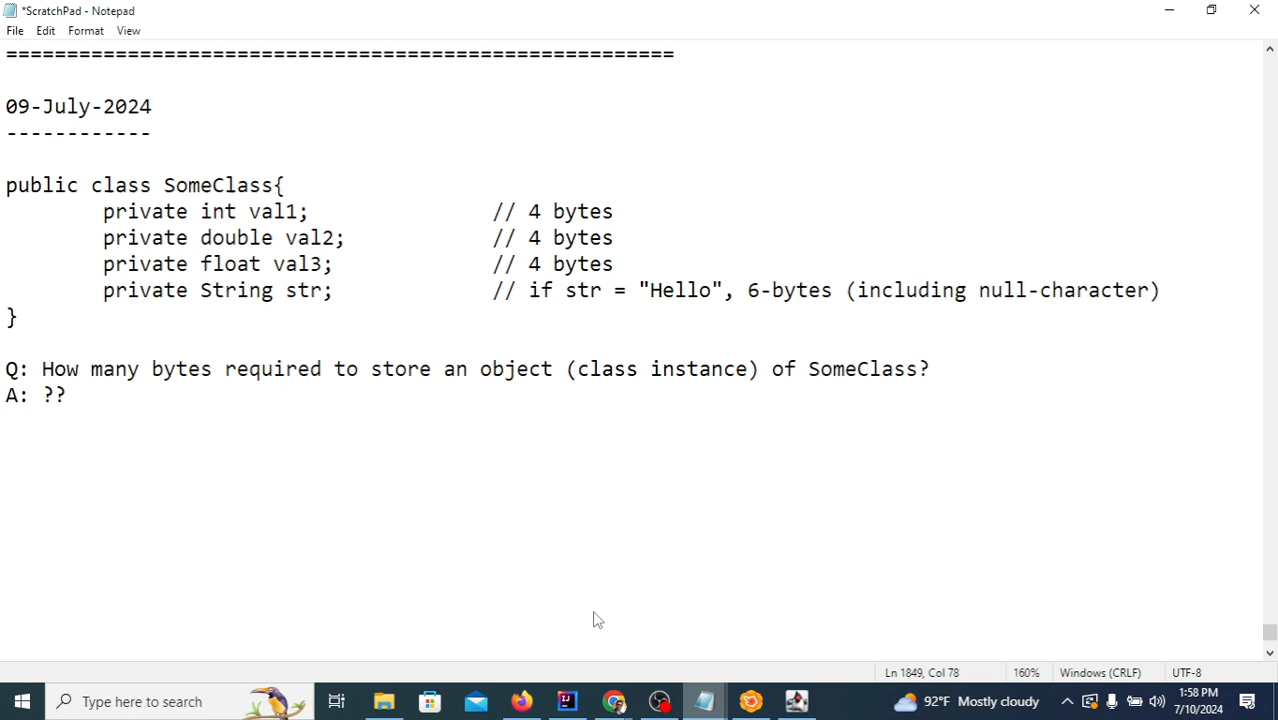 *ScratchPad - Notepad
File Edit Format View
=======================================================
09-July-2024
------------
public class SomeClass{
private int val1; // 4 bytes
private double val2; // 4 bytes
private float val3; // 4 bytes
private String str; // if str = "Hello", 6-bytes (including null-character)
}
Q: How many bytes required to store an object (class instance) of SomeClass?
A: ??
Ln 1849, Col 78 160% Windows (CRLF) UTF-8
Type here to search 92°F Mostly cloudy 1:58 PM
7/10/2024